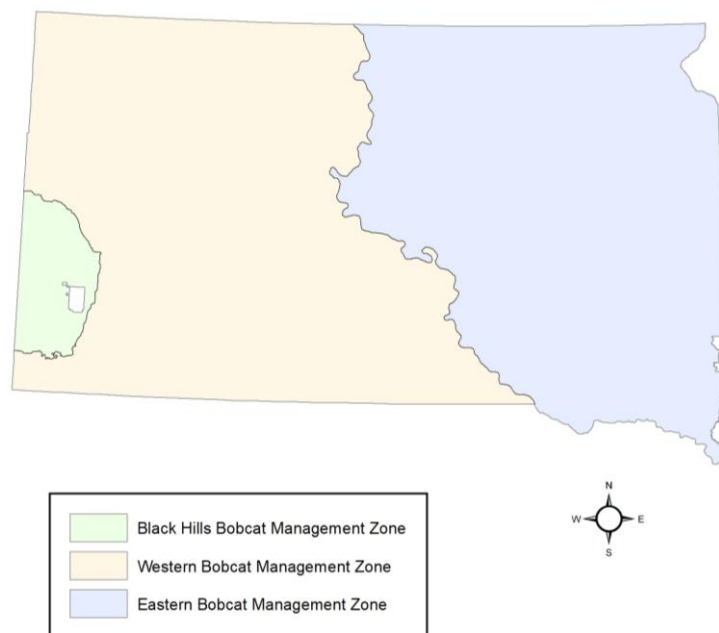 N
W E
S
Black Hills Bobcat Management Zone
Western Bobcat Management Zone
Eastern Bobcat Management Zone